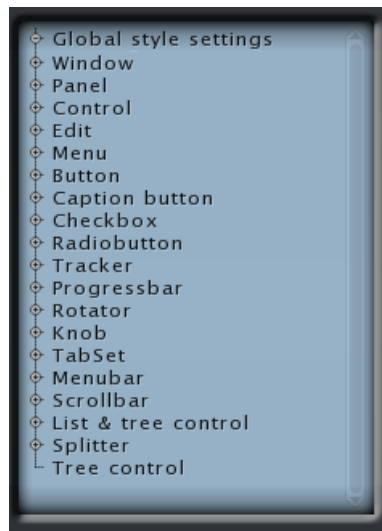 Global style settings
Window
Panel
Control
Edit
Menu
Button
Caption button
Checkbox
Radiobutton
Tracker
Progressbar
Rotator
Knob
TabSet
Menubar
Scrollbar
List & tree control
Splitter
Tree control